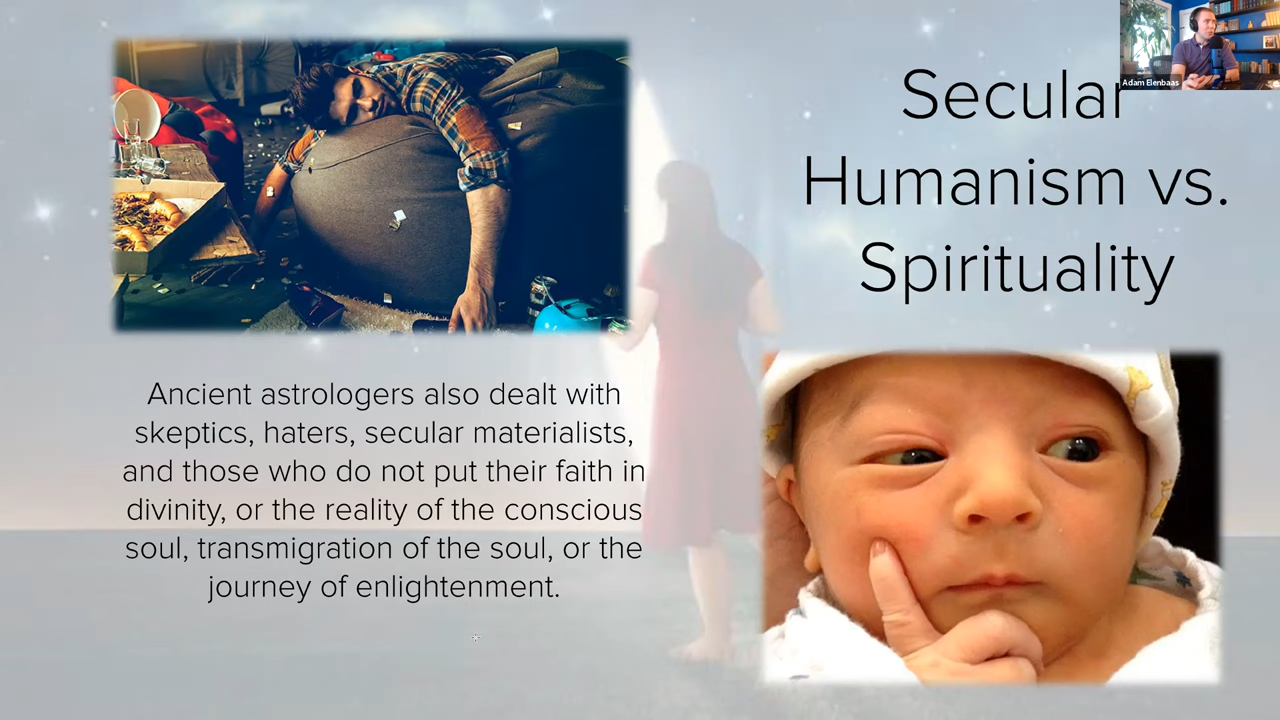 Secular
Humanism vs.
Spirituality
Adam Elenbaas
Ancient astrologers also dealt with
skeptics, haters, secular materialists,
and those who do not put their faith in
divinity, or the reality of the conscious
soul, transmigration of the soul, or the
journey of enlightenment.